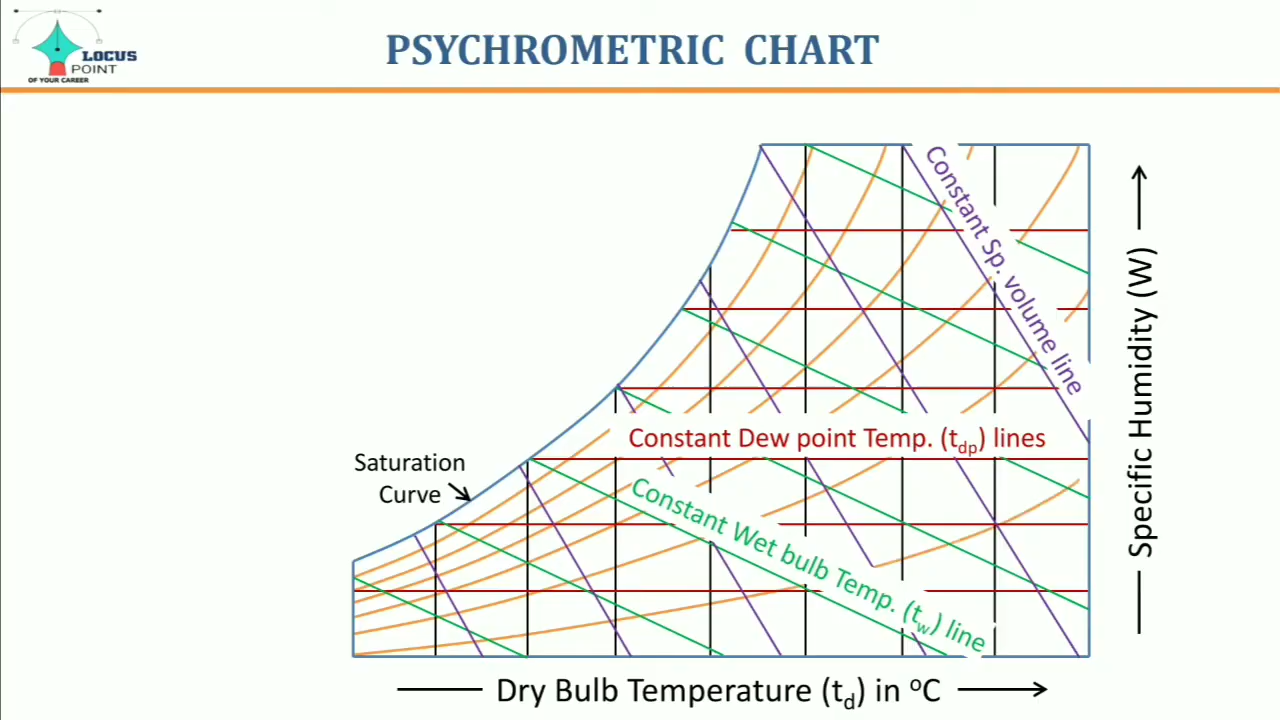 LOCUS
POINT
OF YOUR CAREER
PSYCHROMETRIC CHART
Constant Sp. volume line
Constant Dew point Temp. (tdp) lines
Saturation
Curve
Constant Wet bulb Temp. (tw) line
Specific Humidity (W)
Dry Bulb Temperature (td) in oC